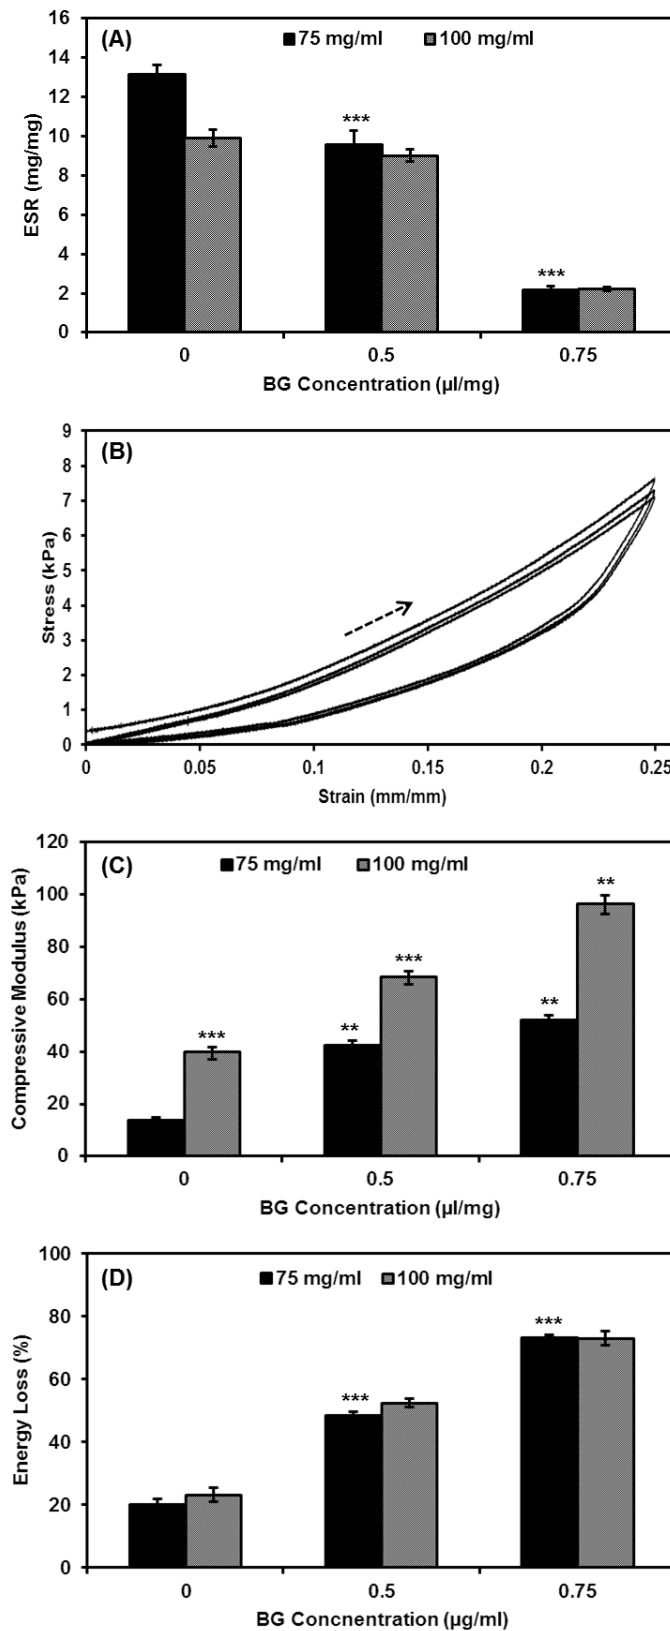 (A)
75 mg/ml 100 mg/ml
16
14
12
10
8
6
4
2
0
ESR (mg/mg)
***
***
0 0.5 0.75
BG Concentration (µl/mg)
(B)
9
8
7
6
5
4
3
2
1
0
Stress (kPa)
0 0.05 0.1 0.15 0.2 0.25
Strain (mm/mm)
(C)
75 mg/ml 100 mg/ml
120
100
80
60
40
20
0
Compressive Modulus (kPa)
***
** ***
** **
0 0.5 0.75
BG Concentration (µl/mg)
(D)
75 mg/ml 100 mg/ml
100
80
60
40
20
0
Energy Loss (%)
***
***
0 0.5 0.75
BG Concnentration (µg/ml)